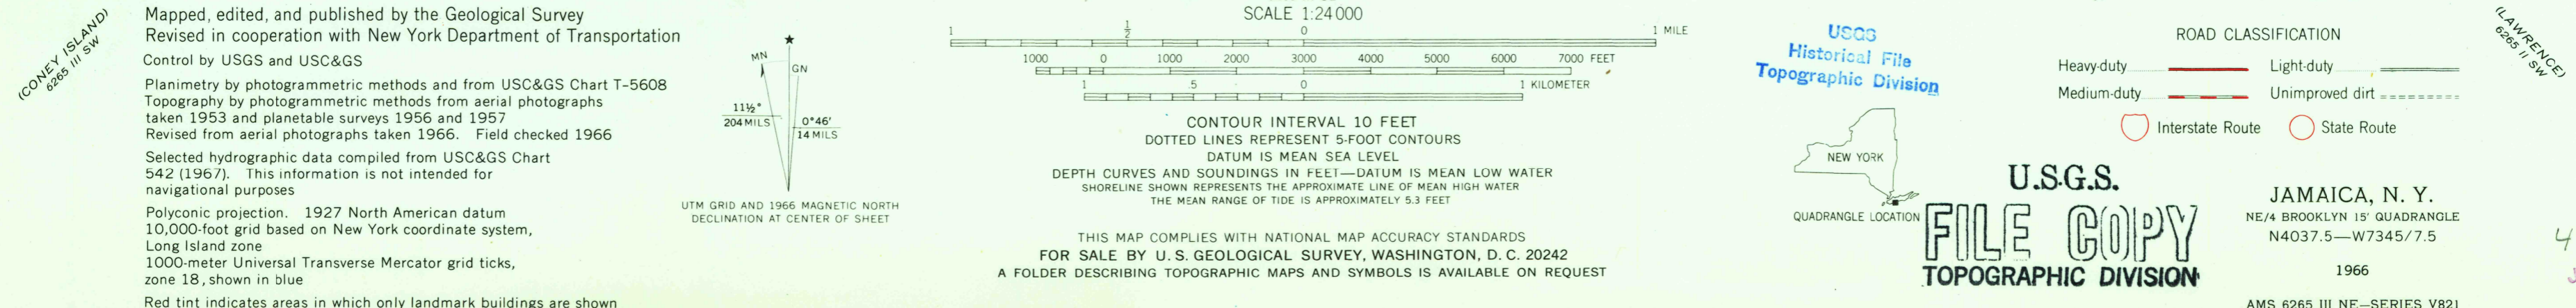 (CONEY ISLAND)
6265 III SW
Mapped, edited, and published by the Geological Survey
Revised in cooperation with New York Department of Transportation
Control by USGS and USC&GS
Planimetry by photogrammetric methods and from USC&GS Chart T-5608
Topography by photogrammetric methods from aerial photographs
taken 1953 and planetable surveys 1956 and 1957
Revised from aerial photographs taken 1966. Field checked 1966
Selected hydrographic data compiled from USC&GS Chart
542 (1967). This information is not intended for
navigational purposes
Polyconic projection. 1927 North American datum
10,000-foot grid based on New York coordinate system,
Long Island zone
1000-meter Universal Transverse Mercator grid ticks,
zone 18, shown in blue
Red tint indicates areas in which only landmark buildings are shown
★
MN
GN
11½°
204 MILS
0°46′
14 MILS
UTM GRID AND 1966 MAGNETIC NORTH
DECLINATION AT CENTER OF SHEET
SCALE 1:24 000
1 ½ 0 1 MILE
1000 0 1000 2000 3000 4000 5000 6000 7000 FEET
1 .5 0 1 KILOMETER
CONTOUR INTERVAL 10 FEET
DOTTED LINES REPRESENT 5-FOOT CONTOURS
DATUM IS MEAN SEA LEVEL
DEPTH CURVES AND SOUNDINGS IN FEET—DATUM IS MEAN LOW WATER
SHORELINE SHOWN REPRESENTS THE APPROXIMATE LINE OF MEAN HIGH WATER
THE MEAN RANGE OF TIDE IS APPROXIMATELY 5.3 FEET
THIS MAP COMPLIES WITH NATIONAL MAP ACCURACY STANDARDS
FOR SALE BY U. S. GEOLOGICAL SURVEY, WASHINGTON, D. C. 20242
A FOLDER DESCRIBING TOPOGRAPHIC MAPS AND SYMBOLS IS AVAILABLE ON REQUEST
USGS
Historical File
Topographic Division
NEW YORK
QUADRANGLE LOCATION
U.S.G.S.
FILE COPY
TOPOGRAPHIC DIVISION
ROAD CLASSIFICATION
Heavy-duty Light-duty
Medium-duty Unimproved dirt
Interstate Route State Route
JAMAICA, N. Y.
NE/4 BROOKLYN 15′ QUADRANGLE
N4037.5—W7345/7.5
1966
AMS 6265 III NE—SERIES V821
(LAWRENCE)
6265 II SW
4